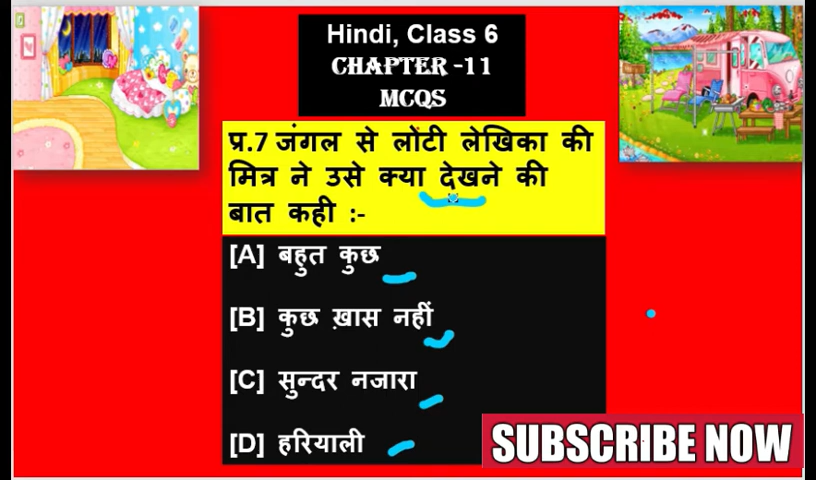 Hindi, Class 6
CHAPTER -11
MCQS
प्र.7 जंगल से लोंटी लेखिका की
मित्र ने उसे क्या देखने की
बात कही :-
[A] बहुत कुछ
[B] कुछ ख़ास नहीं
[C] सुन्दर नजारा
[D] हरियाली
SUBSCRIBE NOW